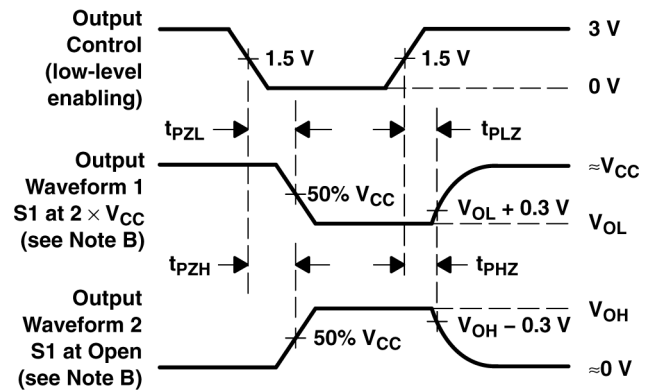 Output
Control
(low-level
enabling)
1.5 V
1.5 V
3 V
0 V
tPZL
tPLZ
Output
Waveform 1
S1 at 2 × VCC
(see Note B)
50% VCC
VOL + 0.3 V
≈VCC
VOL
tPZH
tPHZ
Output
Waveform 2
S1 at Open
(see Note B)
50% VCC
VOH – 0.3 V
VOH
≈0 V